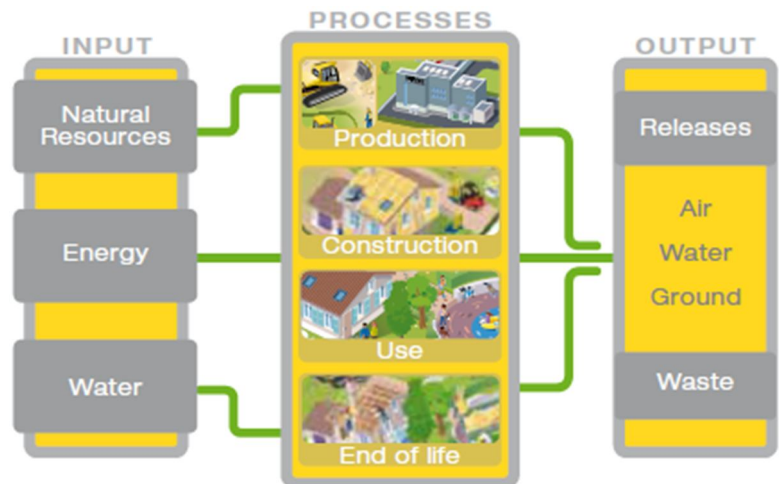 INPUT
Natural
Resources
Energy
Water
PROCESSES
Production
Construction
Use
End of life
OUTPUT
Releases
Air
Water
Ground
Waste